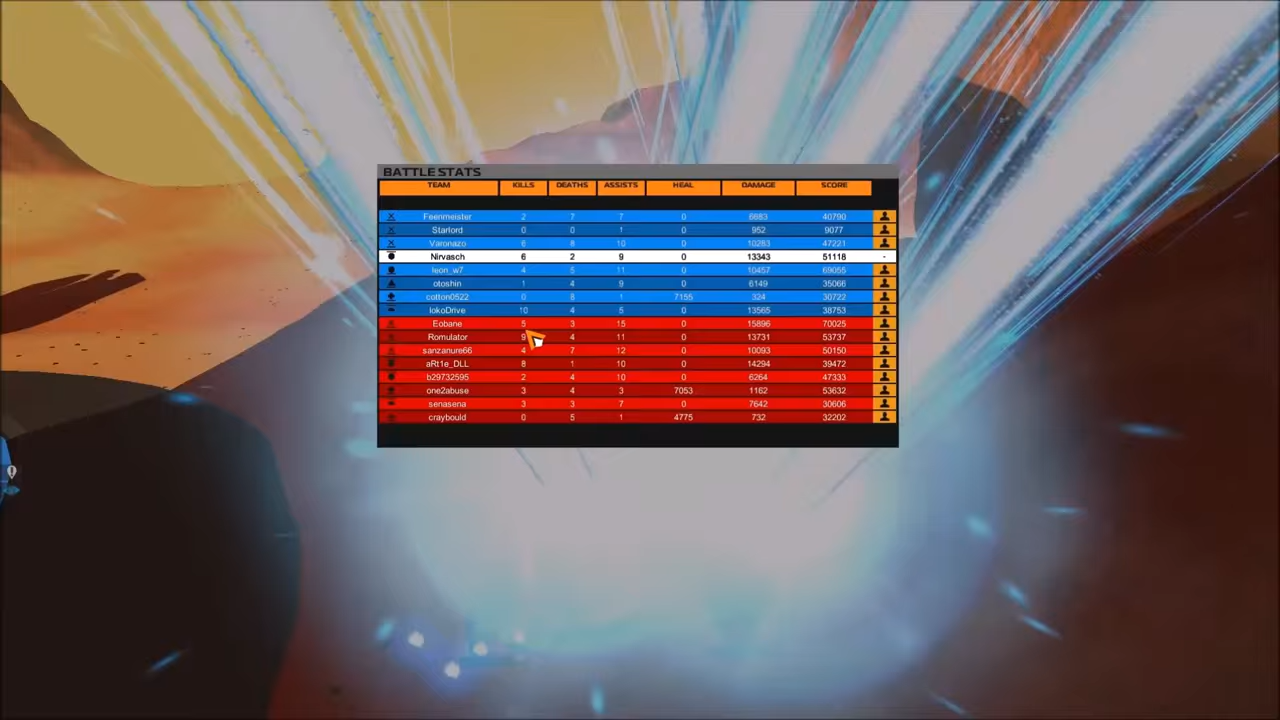 BATTLE STATS
TEAM KILLS DEATHS ASSISTS HEAL DAMAGE SCORE
Feenmeister 2 7 7 0 6683 40790
Starlord 0 0 1 0 952 9077
Varonazo 6 8 10 0 10283 47221
Nirvasch 6 2 9 0 13343 51118 -
leon_w7 4 5 11 0 10457 69055
otoshin 1 4 9 0 6149 35066
cotton0522 0 8 1 7155 324 30722
lokoDrive 10 4 5 0 13565 38753
Eobane 5 3 15 0 15896 70025
Romulator 9 4 11 0 13731 53737
sanzanure66 4 7 12 0 10093 50150
aRt1e_DLL 8 1 10 0 14294 39472
b29732595 2 4 10 0 6264 47333
one2abuse 3 4 3 7053 1162 53632
senasena 3 3 7 0 7642 30606
craybould 0 5 1 4775 732 32202